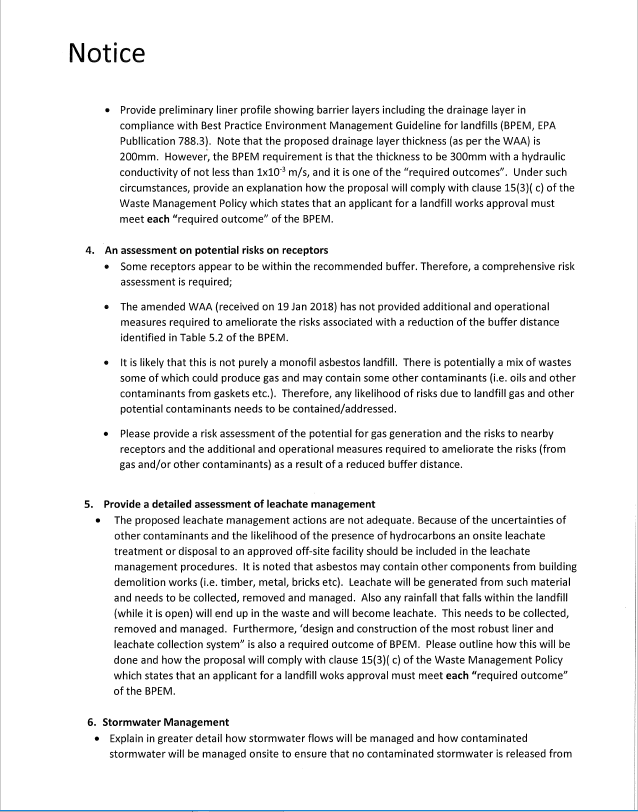 Notice
• Provide preliminary liner profile showing barrier layers including the drainage layer in
compliance with Best Practice Environment Management Guideline for landfills (BPEM, EPA
Publlication 788.3). Note that the proposed drainage layer thickness (as per the WAA) is
200mm. However, the BPEM requirement is that the thickness to be 300mm with a hydraulic
conductivity of not less than 1x10⁻³ m/s, and it is one of the “required outcomes”. Under such
circumstances, provide an explanation how the proposal will comply with clause 15(3)( c) of the
Waste Management Policy which states that an applicant for a landfill works approval must
meet each “required outcome” of the BPEM.
4. An assessment on potential risks on receptors
• Some receptors appear to be within the recommended buffer. Therefore, a comprehensive risk
assessment is required;
• The amended WAA (received on 19 Jan 2018) has not provided additional and operational
measures required to ameliorate the risks associated with a reduction of the buffer distance
identified in Table 5.2 of the BPEM.
• It is likely that this is not purely a monofil asbestos landfill. There is potentially a mix of wastes
some of which could produce gas and may contain some other contaminants (i.e. oils and other
contaminants from gaskets etc.). Therefore, any likelihood of risks due to landfill gas and other
potential contaminants needs to be contained/addressed.
• Please provide a risk assessment of the potential for gas generation and the risks to nearby
receptors and the additional and operational measures required to ameliorate the risks (from
gas and/or other contaminants) as a result of a reduced buffer distance.
5. Provide a detailed assessment of leachate management
• The proposed leachate management actions are not adequate. Because of the uncertainties of
other contaminants and the likelihood of the presence of hydrocarbons an onsite leachate
treatment or disposal to an approved off-site facility should be included in the leachate
management procedures. It is noted that asbestos may contain other components from building
demolition works (i.e. timber, metal, bricks etc). Leachate will be generated from such material
and needs to be collected, removed and managed. Also any rainfall that falls within the landfill
(while it is open) will end up in the waste and will become leachate. This needs to be collected,
removed and managed. Furthermore, ‘design and construction of the most robust liner and
leachate collection system” is also a required outcome of BPEM. Please outline how this will be
done and how the proposal will comply with clause 15(3)( c) of the Waste Management Policy
which states that an applicant for a landfill woks approval must meet each “required outcome”
of the BPEM.
6. Stormwater Management
• Explain in greater detail how stormwater flows will be managed and how contaminated
stormwater will be managed onsite to ensure that no contaminated stormwater is released from